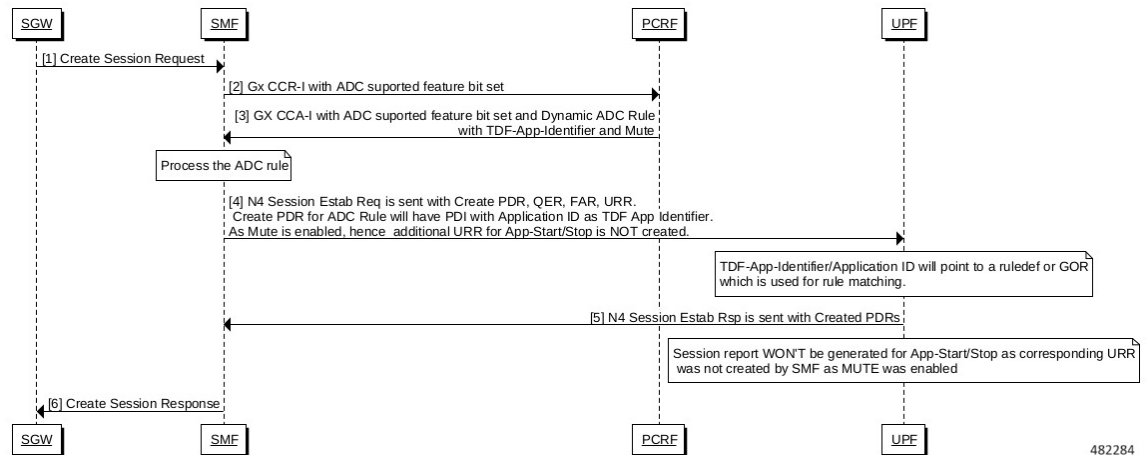 SGW SMF PCRF UPF
[1] Create Session Request
[2] Gx CCR-I with ADC suported feature bit set
[3] GX CCA-I with ADC suported feature bit set and Dynamic ADC Rule
with TDF-App-Identifier and Mute
Process the ADC rule
[4] N4 Session Estab Req is sent with Create PDR, QER, FAR, URR.
Create PDR for ADC Rule will have PDI with Application ID as TDF App Identifier.
As Mute is enabled, hence additional URR for App-Start/Stop is NOT created.
TDF-App-Identifier/Application ID will point to a ruledef or GOR
which is used for rule matching.
[5] N4 Session Estab Rsp is sent with Created PDRs
Session report WON'T be generated for App-Start/Stop as corresponding URR
was not created by SMF as MUTE was enabled
[6] Create Session Response
SGW SMF PCRF UPF
482284